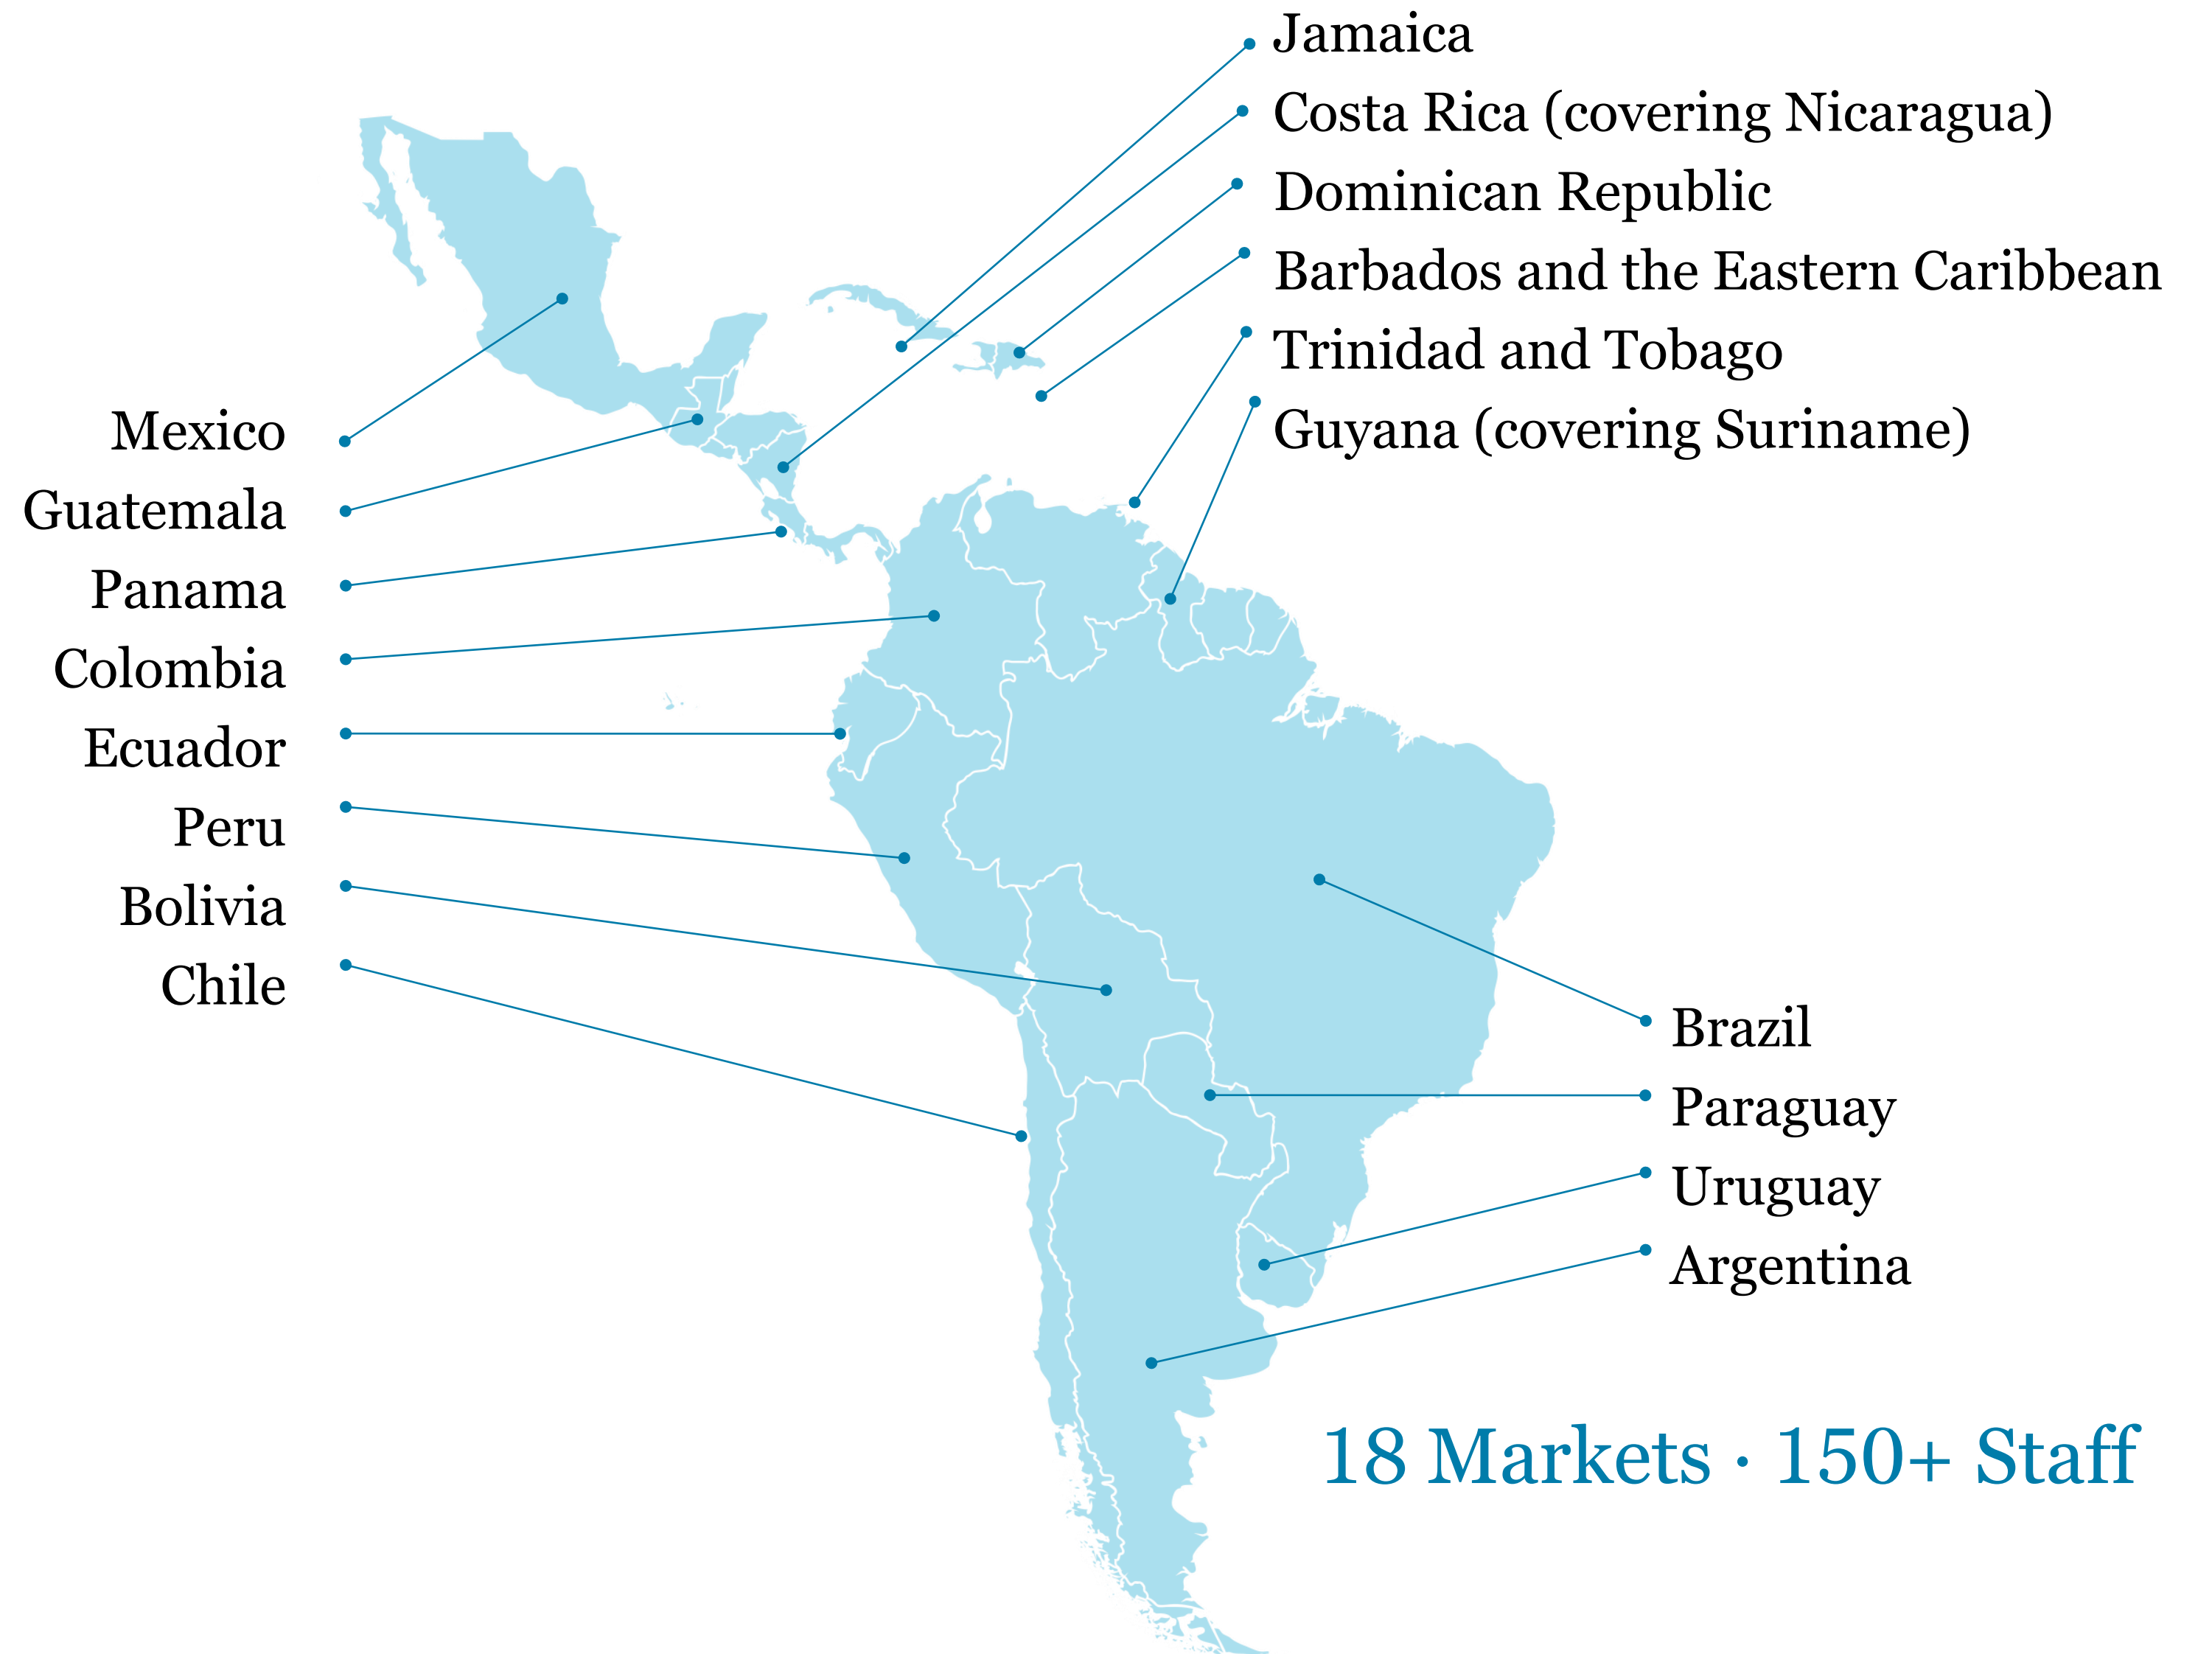 Jamaica
Costa Rica (covering Nicaragua)
Dominican Republic
Barbados and the Eastern Caribbean
Trinidad and Tobago
Guyana (covering Suriname)
Mexico
Guatemala
Panama
Colombia
Ecuador
Peru
Bolivia
Chile
Brazil
Paraguay
Uruguay
Argentina
18 Markets · 150+ Staff